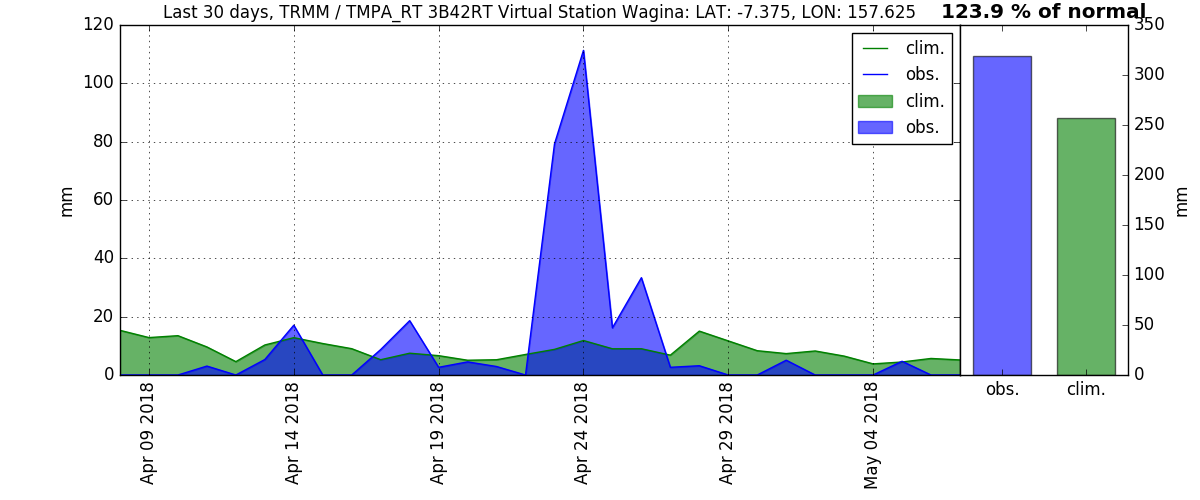 Last 30 days, TRMM / TMPA_RT 3B42RT Virtual Station Wagina: LAT: -7.375, LON: 157.625
123.9 % of normal
120
100
80
60
40
20
0
mm
clim.
obs.
clim.
obs.
Apr 09 2018
Apr 14 2018
Apr 19 2018
Apr 24 2018
Apr 29 2018
May 04 2018
350
300
250
200
150
100
50
0
mm
obs.
clim.